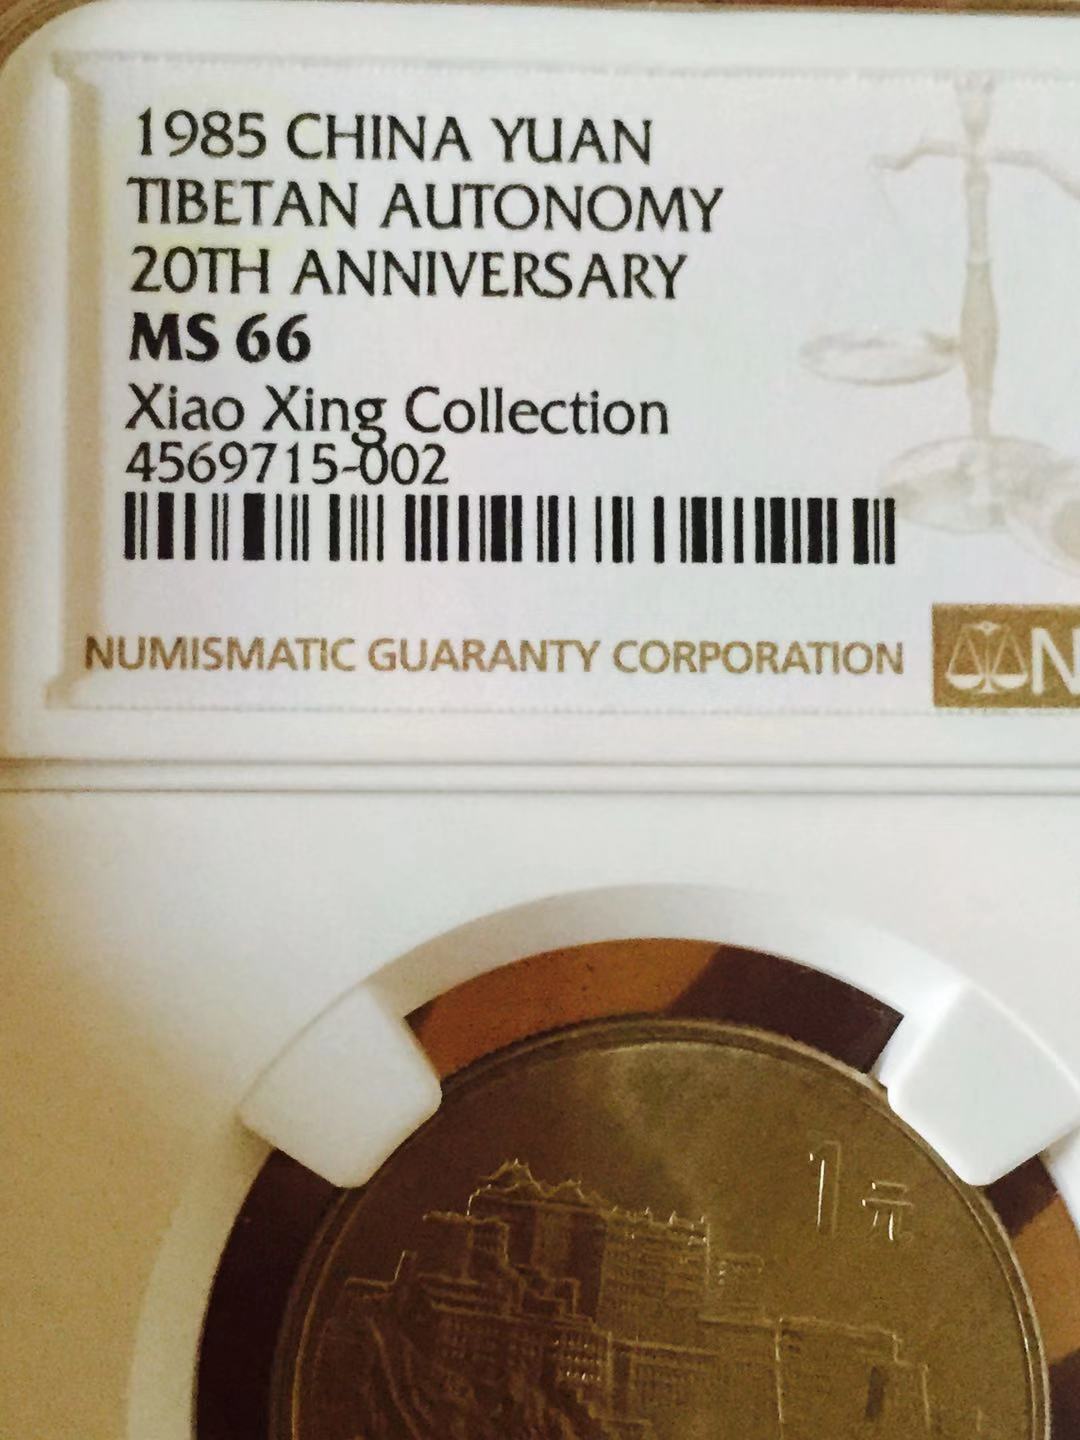 1985 CHINA YUAN
TIBETAN AUTONOMY
20TH ANNIVERSARY
MS 66
Xiao Xing Collection
4569715-002
NUMISMATIC GUARANTY CORPORATION
N
1元